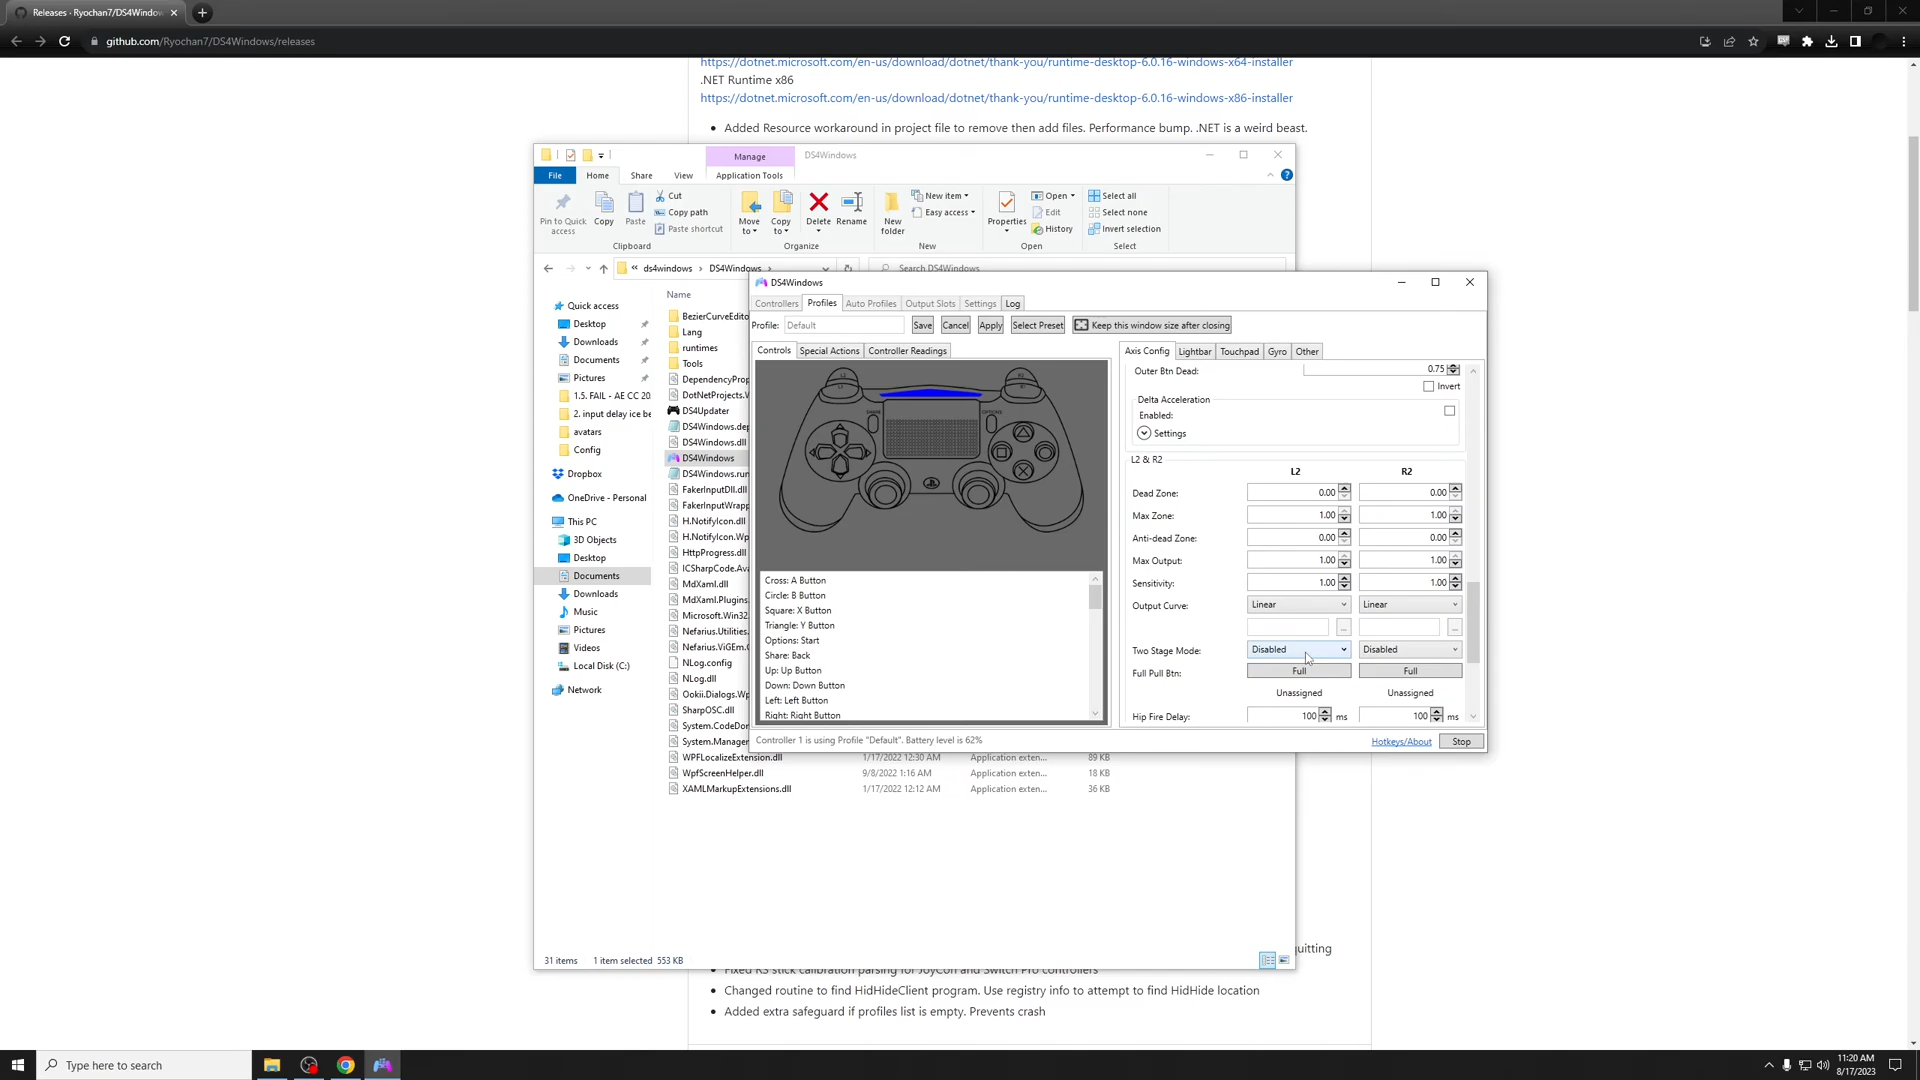 Releases · Ryochan7/DS4Window
github.com/Ryochan7/DS4Windows/releases
https://dotnet.microsoft.com/en-us/download/dotnet/thank-you/runtime-desktop-6.0.16-windows-x64-installer
.NET Runtime x86
https://dotnet.microsoft.com/en-us/download/dotnet/thank-you/runtime-desktop-6.0.16-windows-x86-installer
• Added Resource workaround in project file to remove then add files. Performance bump. .NET is a weird beast.
Manage
DS4Windows
File
Home
Share
View
Application Tools
Pin to Quick access
Copy
Paste
Cut
Copy path
Paste shortcut
Clipboard
Move to
Copy to
Delete
Rename
Organize
New folder
New item
Easy access
New
Properties
Open
Edit
History
Open
Select all
Select none
Invert selection
Select
« ds4windows › DS4Windows ›
Search DS4Windows
Quick access
Desktop
Downloads
Documents
Pictures
1.5. FAIL - AE CC 20
2. input delay ice be
avatars
Config
Dropbox
OneDrive - Personal
This PC
3D Objects
Desktop
Documents
Downloads
Music
Pictures
Videos
Local Disk (C:)
Network
Name
BezierCurveEdito
Lang
runtimes
Tools
DependencyProp
DotNetProjects.W
DS4Updater
DS4Windows.dep
DS4Windows.dll
DS4Windows
DS4Windows.run
FakerInputDll.dll
FakerInputWrapp
H.NotifyIcon.dll
H.NotifyIcon.Wp
HttpProgress.dll
ICSharpCode.Ava
MdXaml.dll
MdXaml.Plugins.
Microsoft.Win32.
Nefarius.Utilities.
Nefarius.ViGEm.C
NLog.config
NLog.dll
Ookii.Dialogs.Wp
SharpOSC.dll
System.CodeDon
System.Manager
WPFLocalizeExtension.dll 1/17/2022 12:30 AM Application exten... 89 KB
WpfScreenHelper.dll 9/8/2022 1:16 AM Application exten... 18 KB
XAMLMarkupExtensions.dll 1/17/2022 12:12 AM Application exten... 36 KB
31 items 1 item selected 553 KB
DS4Windows
Controllers
Profiles
Auto Profiles
Output Slots
Settings
Log
Profile: Default
Save
Cancel
Apply
Select Preset
Keep this window size after closing
Controls
Special Actions
Controller Readings
L2
R2
SHARE
OPTIONS
Cross: A Button
Circle: B Button
Square: X Button
Triangle: Y Button
Options: Start
Share: Back
Up: Up Button
Down: Down Button
Left: Left Button
Right: Right Button
Axis Config
Lightbar
Touchpad
Gyro
Other
Outer Btn Dead: 0.75
Invert
Delta Acceleration
Enabled:
Settings
L2 & R2
L2 R2
Dead Zone: 0.00 0.00
Max Zone: 1.00 1.00
Anti-dead Zone: 0.00 0.00
Max Output: 1.00 1.00
Sensitivity: 1.00 1.00
Output Curve: Linear Linear
... ...
Two Stage Mode: Disabled Disabled
Full Pull Btn: Full Full
Unassigned Unassigned
Hip Fire Delay: 100 ms 100 ms
Controller 1 is using Profile "Default". Battery level is 62%
Hotkeys/About
Stop
uitting
• Fixed RS stick calibration parsing for JoyCon and Switch Pro controllers
• Changed routine to find HidHideClient program. Use registry info to attempt to find HidHide location
• Added extra safeguard if profiles list is empty. Prevents crash
Type here to search
11:20 AM
8/17/2023